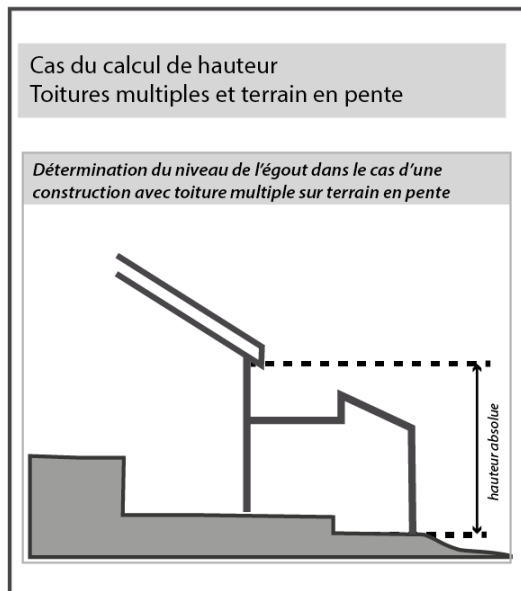 Cas du calcul de hauteur
Toitures multiples et terrain en pente
Détermination du niveau de l'égout dans le cas d'une
construction avec toiture multiple sur terrain en pente
hauteur absolue